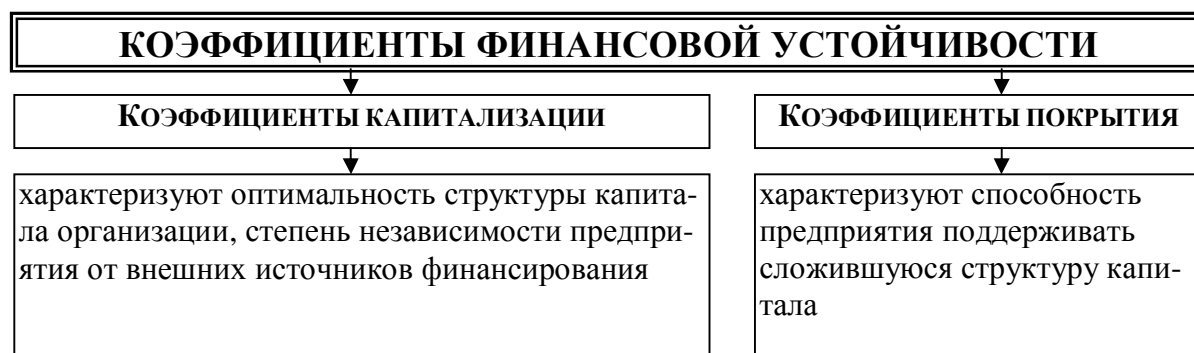 КОЭФФИЦИЕНТЫ ФИНАНСОВОЙ УСТОЙЧИВОСТИ
КОЭФФИЦИЕНТЫ КАПИТАЛИЗАЦИИ
характеризуют оптимальность структуры капита-
ла организации, степень независимости предпри-
ятия от внешних источников финансирования
КОЭФФИЦИЕНТЫ ПОКРЫТИЯ
характеризуют способность
предприятия поддерживать
сложившуюся структуру капи-
тала